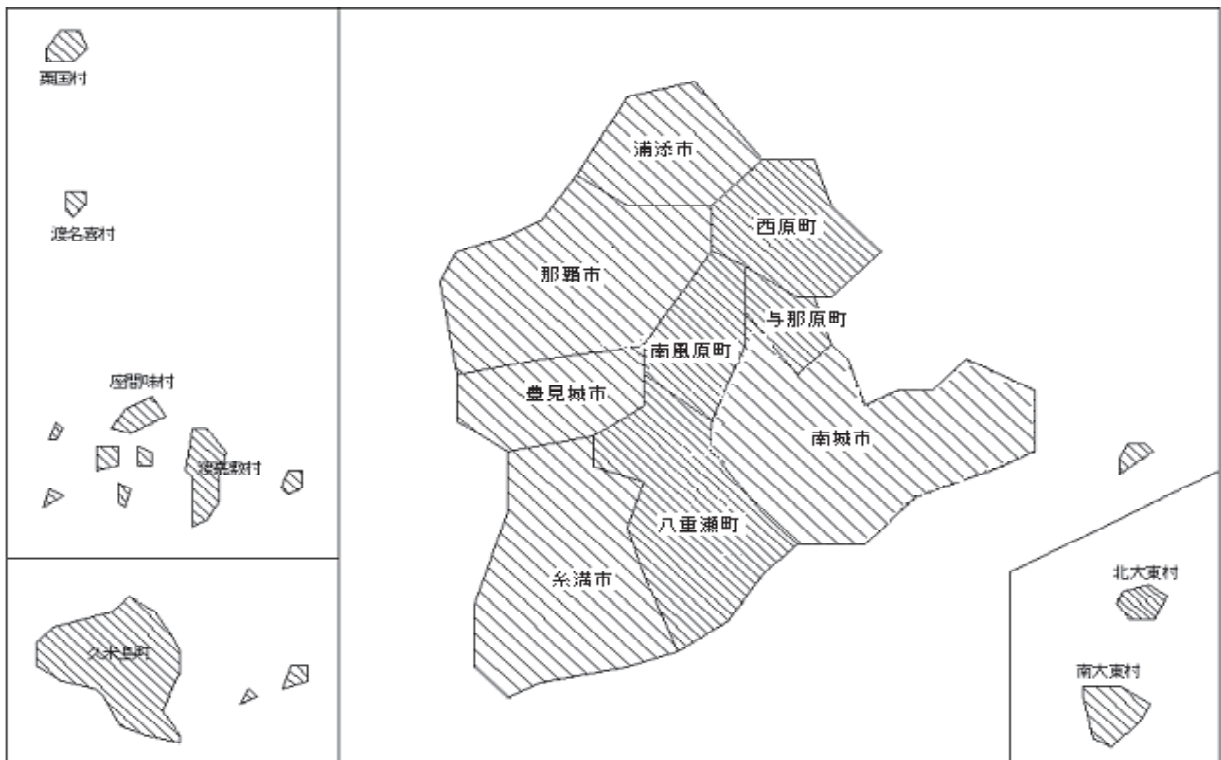 粟国村
渡名喜村
座間味村
渡嘉敷村
久米島町
浦添市
西原町
那覇市
与那原町
南風原町
豊見城市
南城市
八重瀬町
糸満市
北大東村
南大東村